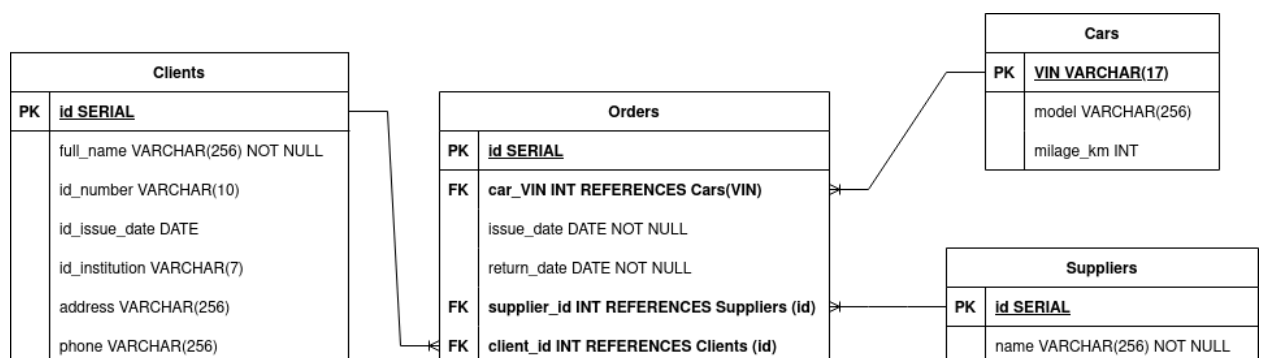 Clients
PK id SERIAL
full_name VARCHAR(256) NOT NULL
id_number VARCHAR(10)
id_issue_date DATE
id_institution VARCHAR(7)
address VARCHAR(256)
phone VARCHAR(256)
Orders
PK id SERIAL
FK car_VIN INT REFERENCES Cars(VIN)
issue_date DATE NOT NULL
return_date DATE NOT NULL
FK supplier_id INT REFERENCES Suppliers (id)
FK client_id INT REFERENCES Clients (id)
Cars
PK VIN VARCHAR(17)
model VARCHAR(256)
milage_km INT
Suppliers
PK id SERIAL
name VARCHAR(256) NOT NULL